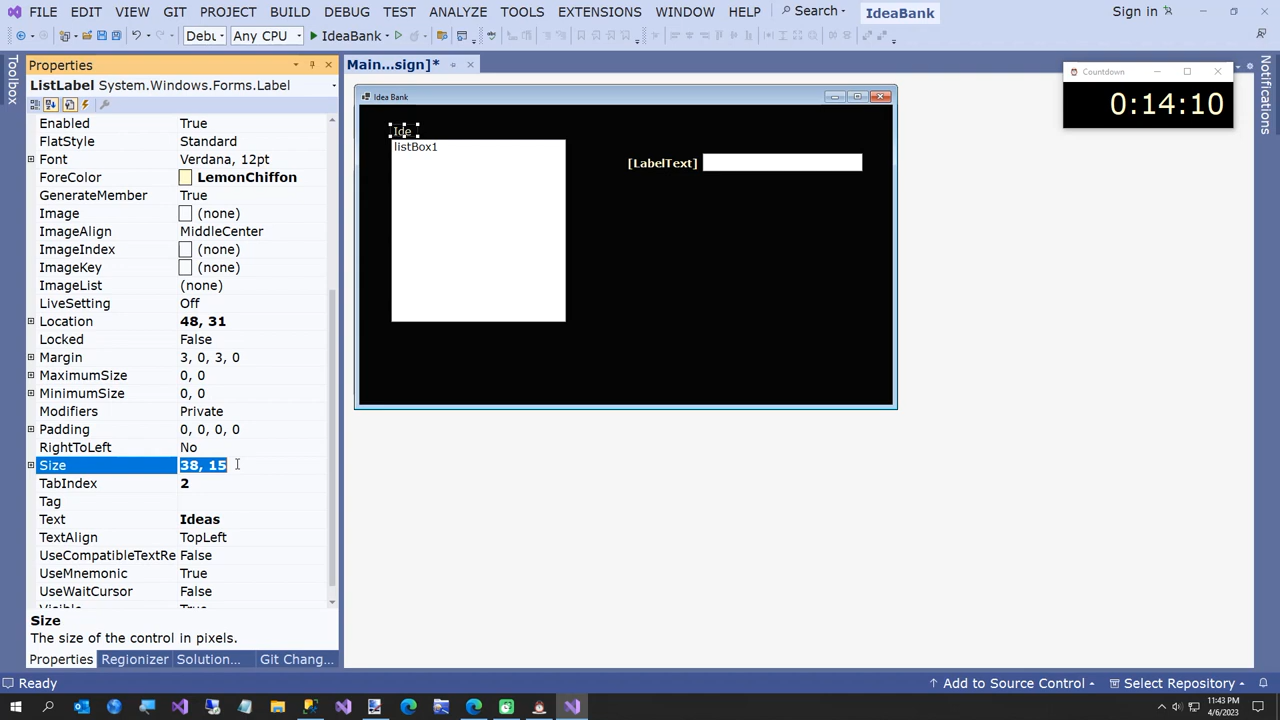 FILE EDIT VIEW GIT PROJECT BUILD DEBUG TEST ANALYZE TOOLS EXTENSIONS WINDOW HELP Search IdeaBank Sign in
Debu Any CPU IdeaBank
Toolbox
Properties
ListLabel System.Windows.Forms.Label
Enabled True
FlatStyle Standard
Font Verdana, 12pt
ForeColor LemonChiffon
GenerateMember True
Image (none)
ImageAlign MiddleCenter
ImageIndex (none)
ImageKey (none)
ImageList (none)
LiveSetting Off
Location 48, 31
Locked False
Margin 3, 0, 3, 0
MaximumSize 0, 0
MinimumSize 0, 0
Modifiers Private
Padding 0, 0, 0, 0
RightToLeft No
Size 38, 15
TabIndex 2
Tag
Text Ideas
TextAlign TopLeft
UseCompatibleTextRe False
UseMnemonic True
UseWaitCursor False
Size
The size of the control in pixels.
Properties Regionizer Solution... Git Chang...
Main...sign]*
Idea Bank
Ide
listBox1
[LabelText]
Countdown
0:14:10
Notifications
Ready Add to Source Control Select Repository
11:43 PM
4/6/2023